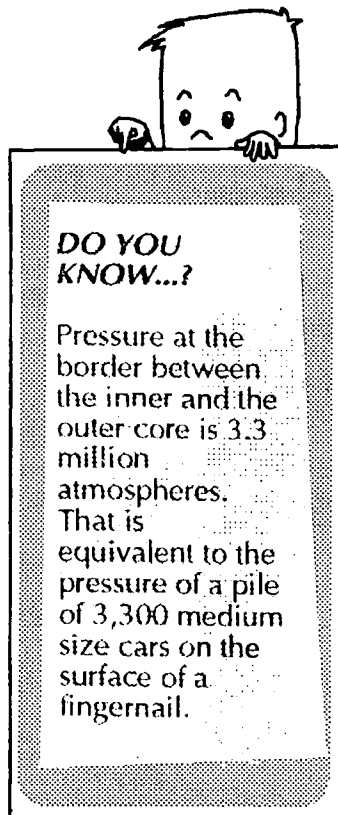 DO YOU
KNOW...?
Pressure at the
border between
the inner and the
outer core is 3.3
million
atmospheres.
That is
equivalent to the
pressure of a pile
of 3,300 medium
size cars on the
surface of a
fingernail.